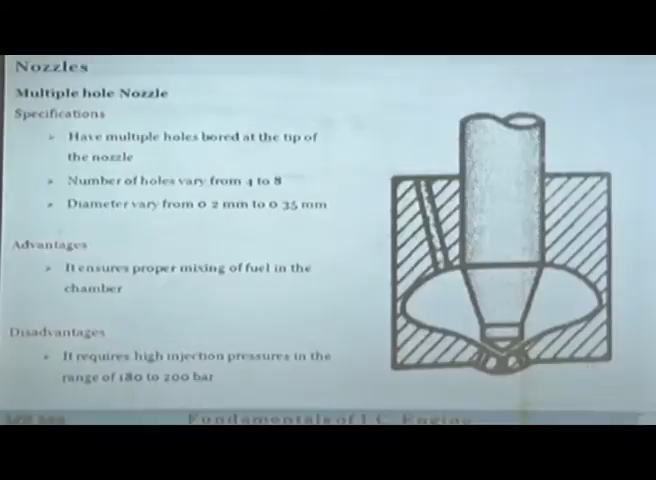 Nozzles
Multiple hole Nozzle
Specifications
Have multiple holes bored at the tip of
the nozzle
Number of holes vary from 4 to 8
Diameter vary from 0 2 mm to 0 35 mm
Advantages
It ensures proper mixing of fuel in the
chamber
Disadvantages
It requires high injection pressures in the
range of 180 to 200 bar
Fundamentals of I C Engine